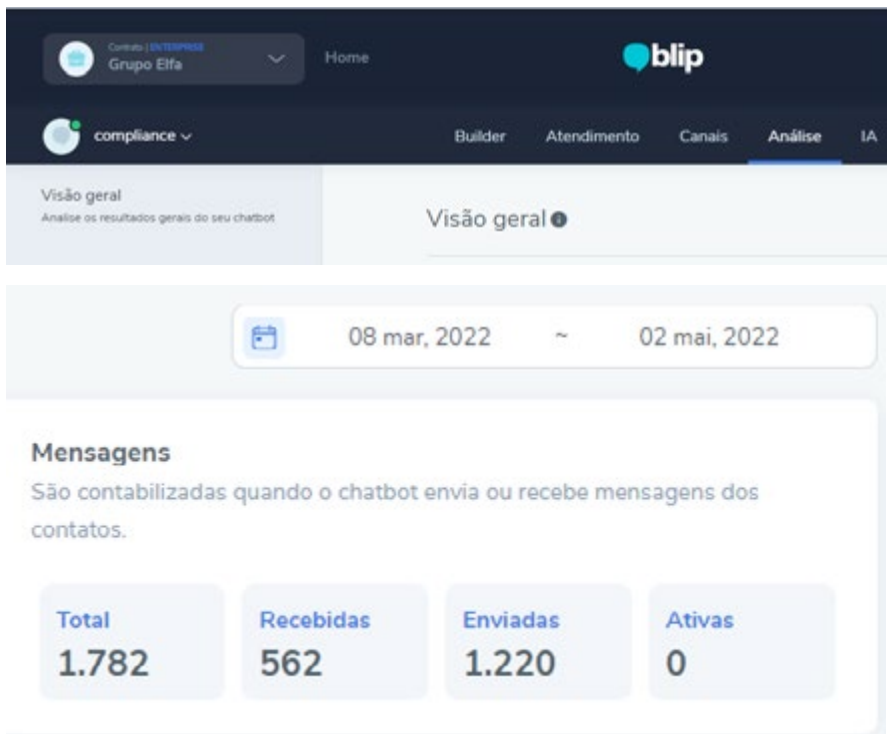 Contrato | ENTERPRISE
Grupo Elfa
Home
blip
compliance
Builder Atendimento Canais Análise IA
Visão geral
Analise os resultados gerais do seu chatbot
Visão geral
08 mar, 2022 ~ 02 mai, 2022
Mensagens
São contabilizadas quando o chatbot envia ou recebe mensagens dos
contatos.
Total Recebidas Enviadas Ativas
1.782 562 1.220 0